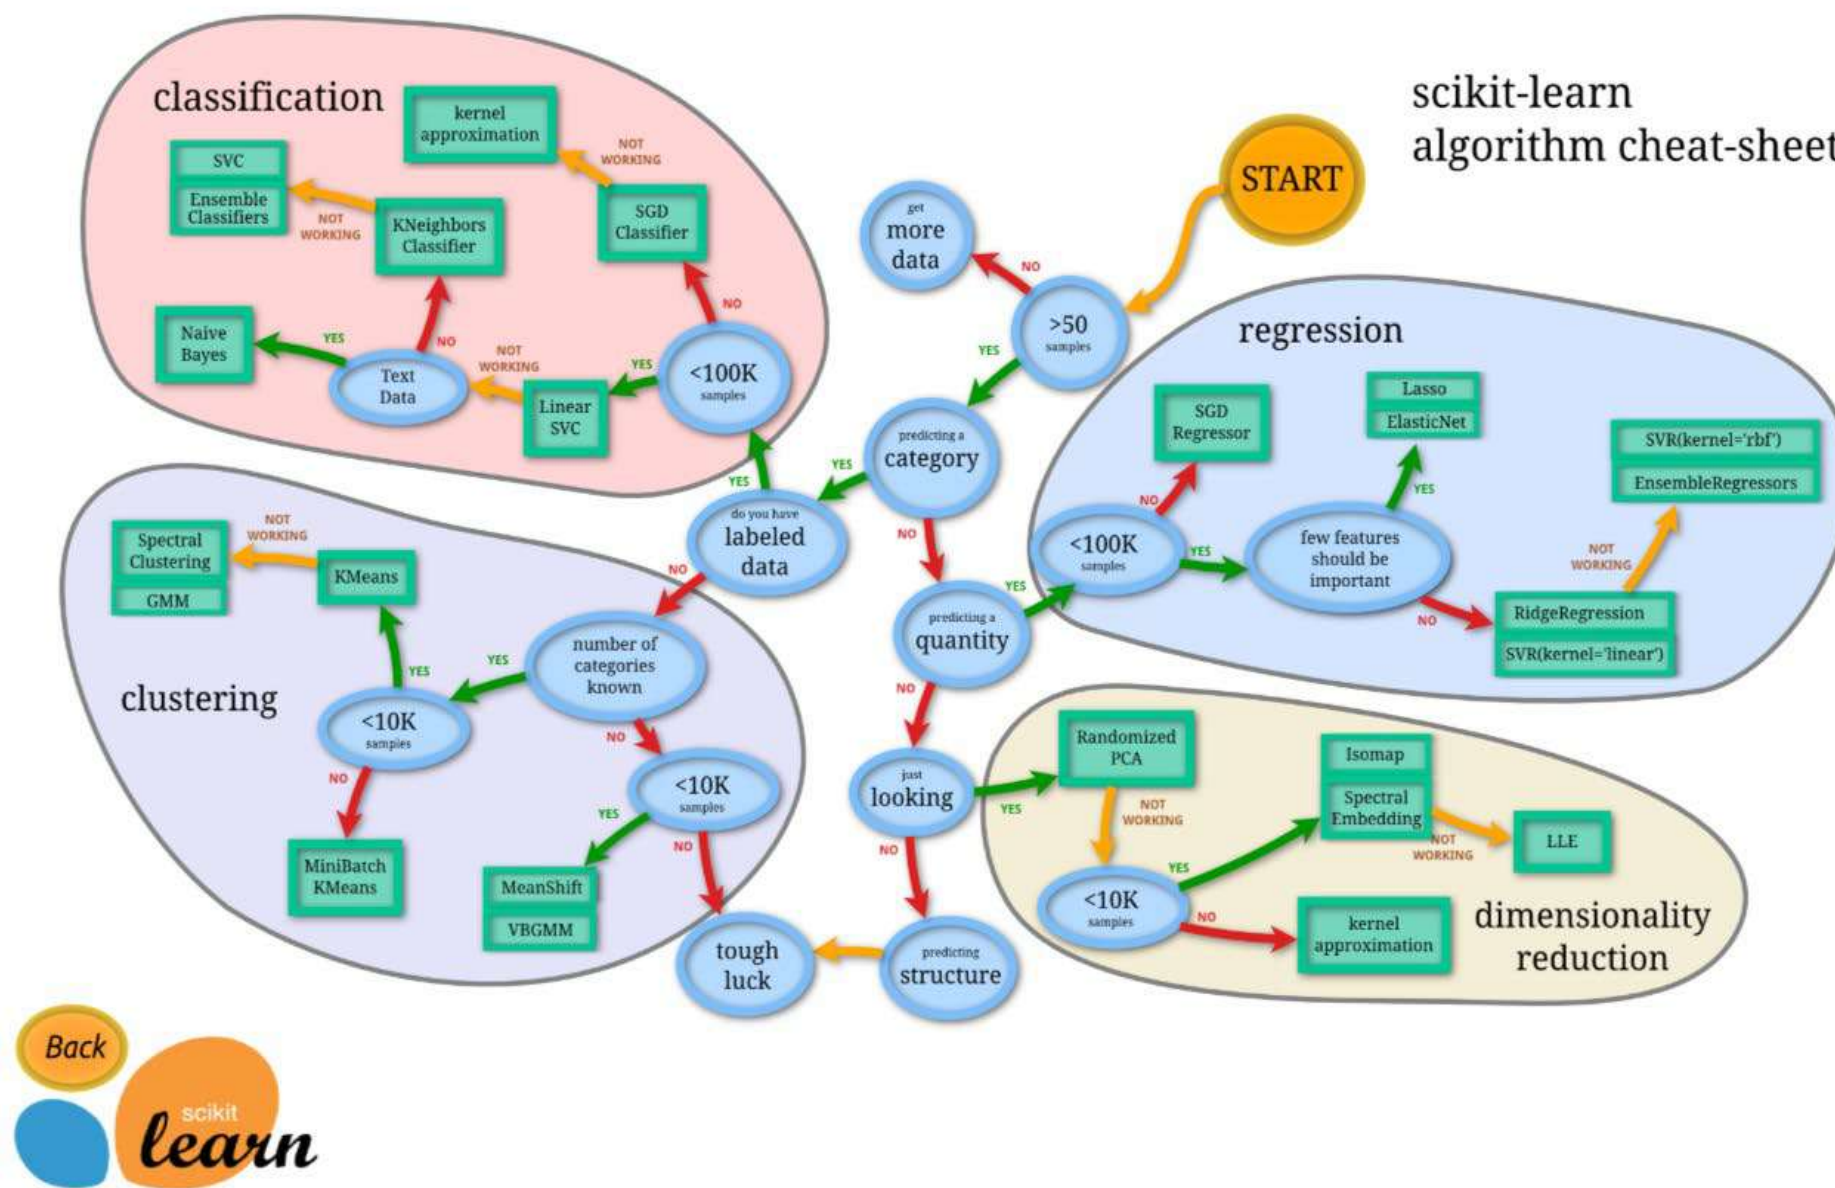 scikit-learn
algorithm cheat-sheet
START
get
more
data
NO
>50
samples
YES
predicting a
category
YES
NO
do you have
labeled
data
YES
NO
predicting a
quantity
YES
NO
just
looking
YES
NO
predicting
structure
tough
luck
classification
kernel
approximation
NOT
WORKING
SGD
Classifier
NO
<100K
samples
YES
Linear
SVC
NOT
WORKING
Text
Data
YES
Naive
Bayes
NO
KNeighbors
Classifier
NOT
WORKING
SVC
Ensemble
Classifiers
regression
<100K
samples
NO
SGD
Regressor
YES
few features
should be
important
YES
Lasso
ElasticNet
NO
RidgeRegression
SVR(kernel='linear')
NOT
WORKING
SVR(kernel='rbf')
EnsembleRegressors
clustering
number of
categories
known
YES
<10K
samples
YES
KMeans
NOT
WORKING
Spectral
Clustering
GMM
NO
MiniBatch
KMeans
NO
<10K
samples
YES
MeanShift
VBGMM
NO
dimensionality
reduction
Randomized
PCA
NOT
WORKING
<10K
samples
YES
Isomap
Spectral
Embedding
NOT
WORKING
LLE
NO
kernel
approximation
Back
scikit
learn